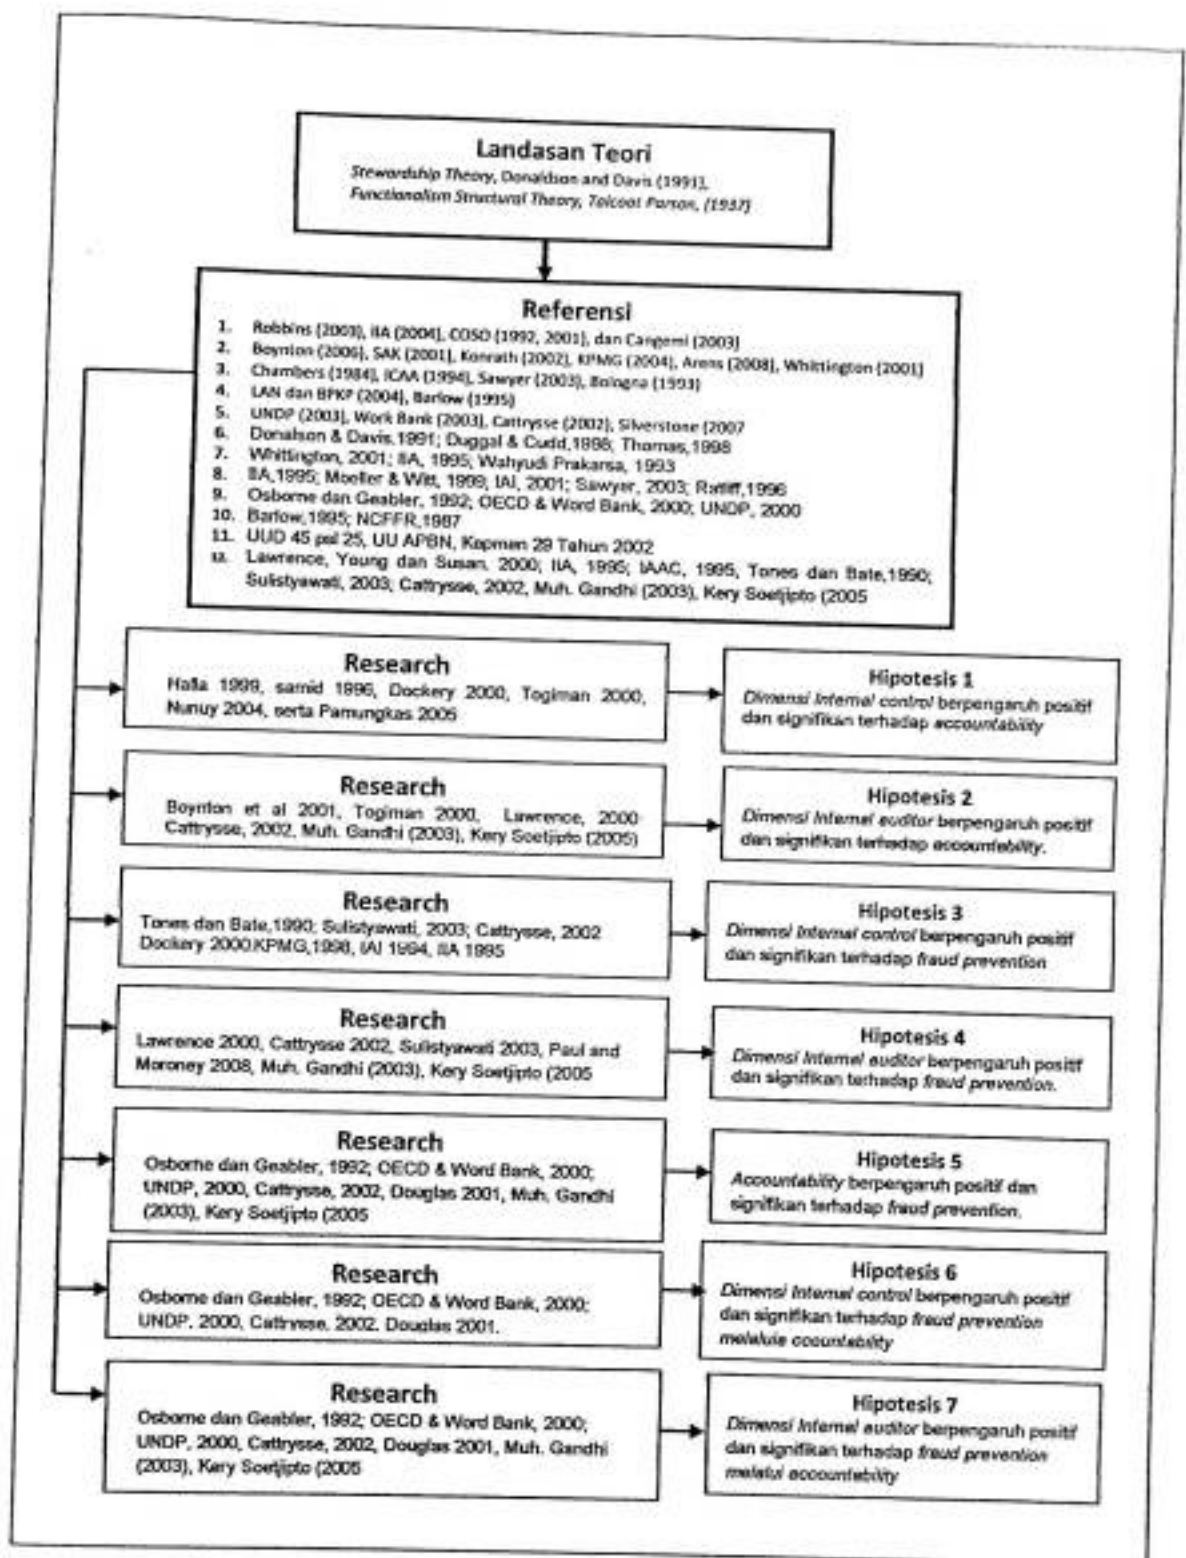 Landasan Teori
Stewardship Theory, Donaldson and Davis (1991),
Functionalism Structural Theory, Talcoat Parson, (1937)
Referensi
1. Robbins (2003), IIA (2004), COSO (1992, 2001), dan Cangemi (2003)
2. Boynton (2006), SAK (2001), Konrath (2002), KPMG (2004), Arens (2008), Whittington (2001)
3. Chambers (1984), ICAA (1994), Sawyer (2003), Bologna (1993)
4. LAN dan BPKP (2004), Barlow (1995)
5. UNDP (2003), Work Bank (2003), Cattrysse (2002), Silverstone (2007
6. Donalson & Davis,1991; Duggal & Cudd,1998; Thomas,1998
7. Whittington, 2001; IIA, 1995; Wahyudi Prakarsa, 1993
8. IIA,1995; Moeller & Witt, 1999; IAI, 2001; Sawyer, 2003; Ratliff,1996
9. Osborne dan Geabler, 1992; OECD & Word Bank, 2000; UNDP, 2000
10. Barlow,1995; NCFFR,1987
11. UUD 45 psl 25, UU APBN, Kepmen 29 Tahun 2002
12. Lawrence, Young dan Susan, 2000; IIA, 1995; IAAC, 1995, Tones dan Bate,1990;
Sulistyawati, 2003; Cattrysse, 2002, Muh. Gandhi (2003), Kery Soetjipto (2005
Research
Halla 1999, samid 1996, Dockery 2000, Togiman 2000,
Nunuy 2004, serta Pamungkas 2006
Hipotesis 1
Dimensi Internal control berpengaruh positif
dan signifikan terhadap accountability
Research
Boynton et al 2001, Togiman 2000, Lawrence, 2000
Cattrysse, 2002, Muh. Gandhi (2003), Kery Soetjipto (2005)
Hipotesis 2
Dimensi Internal auditor berpengaruh positif
dan signifikan terhadap accountability.
Research
Tones dan Bate,1990; Sulistyawati, 2003; Cattrysse, 2002
Dockery 2000.KPMG,1998, IAI 1994, IIA 1995
Hipotesis 3
Dimensi Internal control berpengaruh positif
dan signifikan terhadap fraud prevention
Research
Lawrence 2000, Cattrysse 2002, Sulistyawati 2003, Paul and
Moroney 2008, Muh. Gandhi (2003), Kery Soetjipto (2005
Hipotesis 4
Dimensi Internal auditor berpengaruh positif
dan signifikan terhadap fraud prevention.
Research
Osborne dan Geabler, 1992; OECD & Word Bank, 2000;
UNDP, 2000, Cattrysse, 2002, Douglas 2001, Muh. Gandhi
(2003), Kery Soetjipto (2005
Hipotesis 5
Accountability berpengaruh positif dan
signifikan terhadap fraud prevention.
Research
Osborne dan Geabler, 1992; OECD & Word Bank, 2000;
UNDP, 2000, Cattrysse, 2002. Douglas 2001.
Hipotesis 6
Dimensi Internal control berpengaruh positif
dan signifikan terhadap fraud prevention
melaluie ccountability
Research
Osborne dan Geabler, 1992; OECD & Word Bank, 2000;
UNDP, 2000, Cattrysse, 2002, Douglas 2001, Muh. Gandhi
(2003), Kery Soetjipto (2005
Hipotesis 7
Dimensi Internal auditor berpengaruh positif
dan signifikan terhadap fraud prevention
melalui accountability